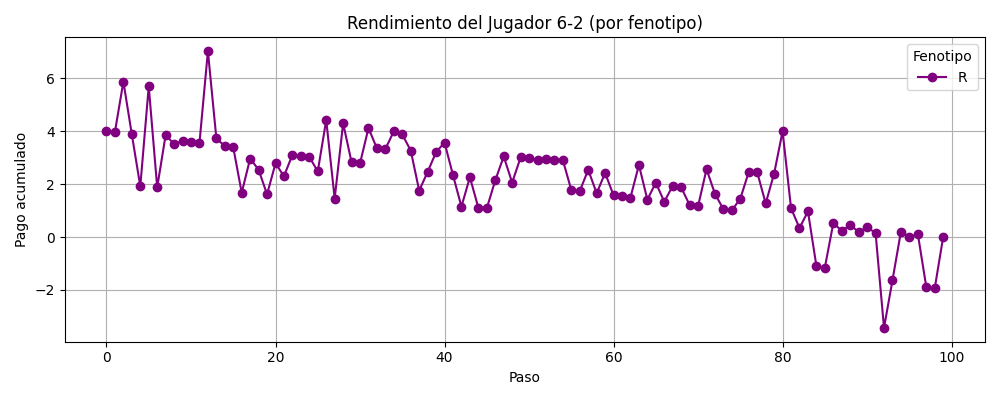 Rendimiento del Jugador 6-2 (por fenotipo)
Fenotipo
R
Pago acumulado
6
4
2
0
−2
0 20 40 60 80 100
Paso